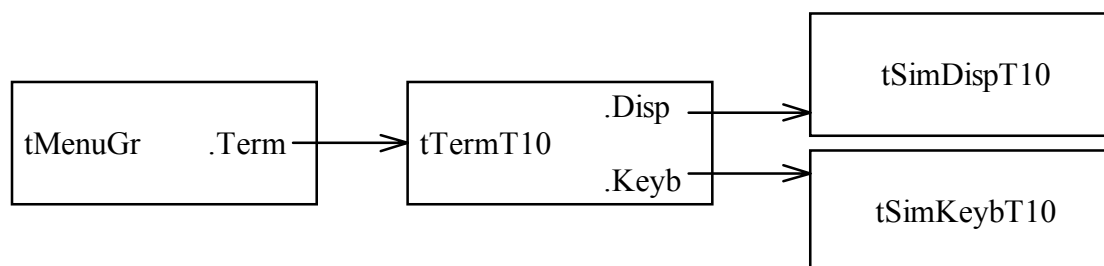 tMenuGr
.Term
tTermT10
.Disp
.Keyb
tSimDispT10
tSimKeybT10